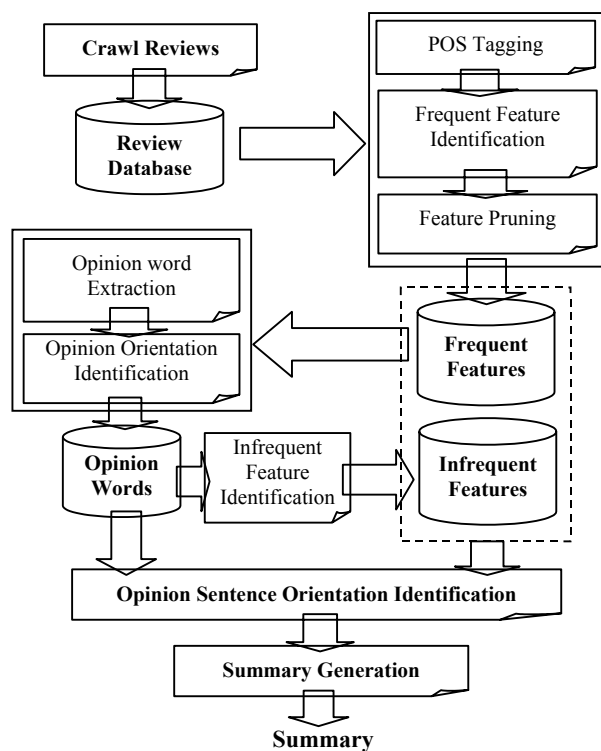 Crawl Reviews
Review
Database
POS Tagging
Frequent Feature
Identification
Feature Pruning
Opinion word
Extraction
Opinion Orientation
Identification
Frequent
Features
Opinion
Words
Infrequent
Feature
Identification
Infrequent
Features
Opinion Sentence Orientation Identification
Summary Generation
Summary